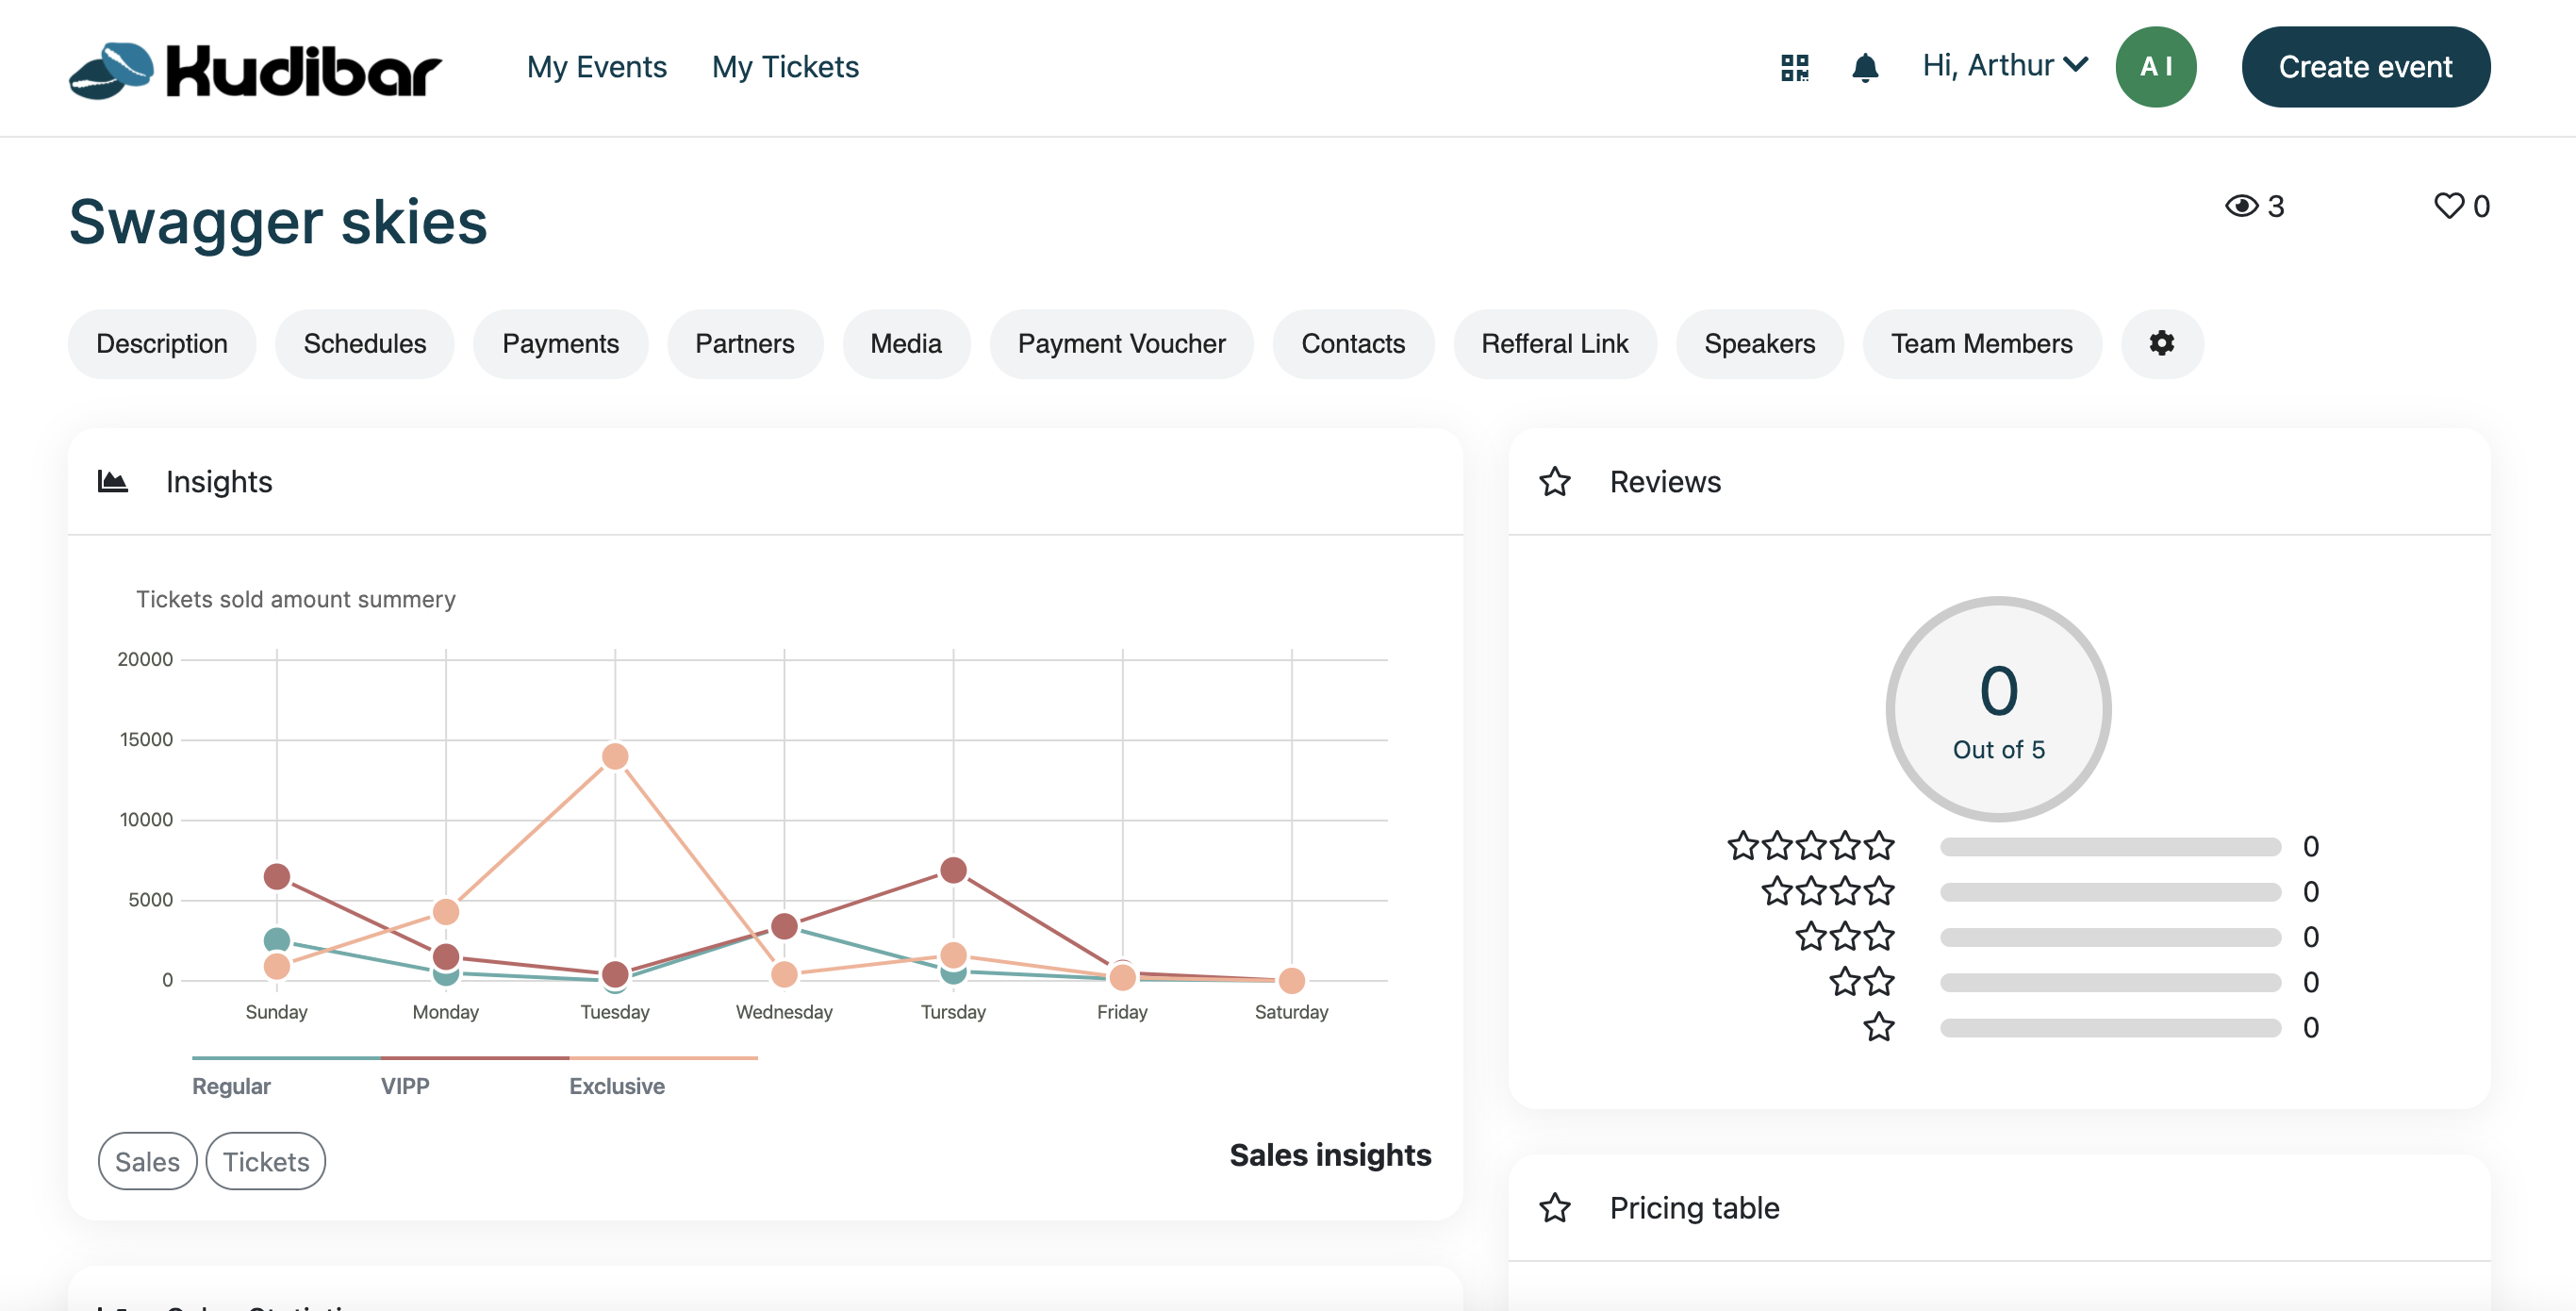 Kudibar
My Events
My Tickets
Hi, Arthur
A I
Create event
Swagger skies
3
0
Description
Schedules
Payments
Partners
Media
Payment Voucher
Contacts
Refferal Link
Speakers
Team Members
Insights
Tickets sold amount summery
20000
15000
10000
5000
0
Sunday
Monday
Tuesday
Wednesday
Tursday
Friday
Saturday
Regular
VIPP
Exclusive
Sales
Tickets
Sales insights
Reviews
0
Out of 5
0
0
0
0
0
Pricing table